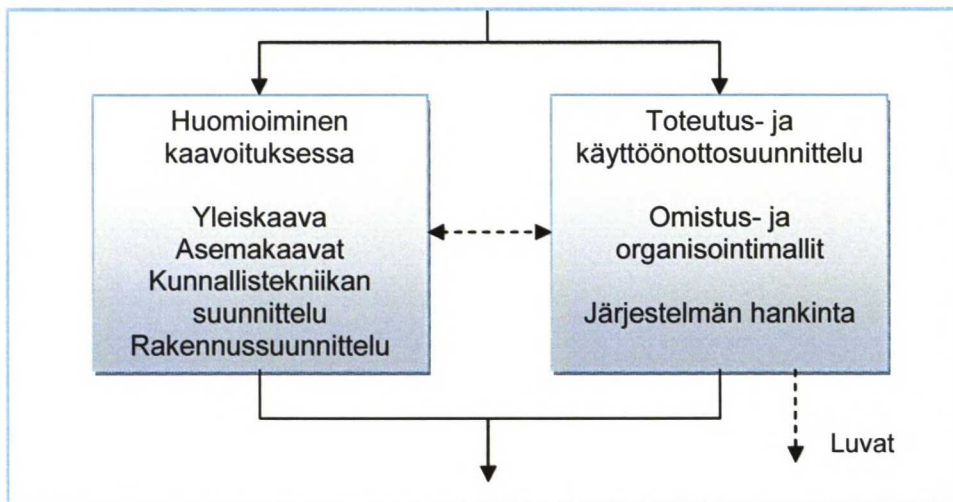 Huomioiminen
kaavoituksessa
Yleiskaava
Asemakaavat
Kunnallistekniikan
suunnittelu
Rakennussuunnittelu
Toteutus- ja
käyttöönottosuunnittelu
Omistus- ja
organisointimallit
Järjestelmän hankinta
Luvat